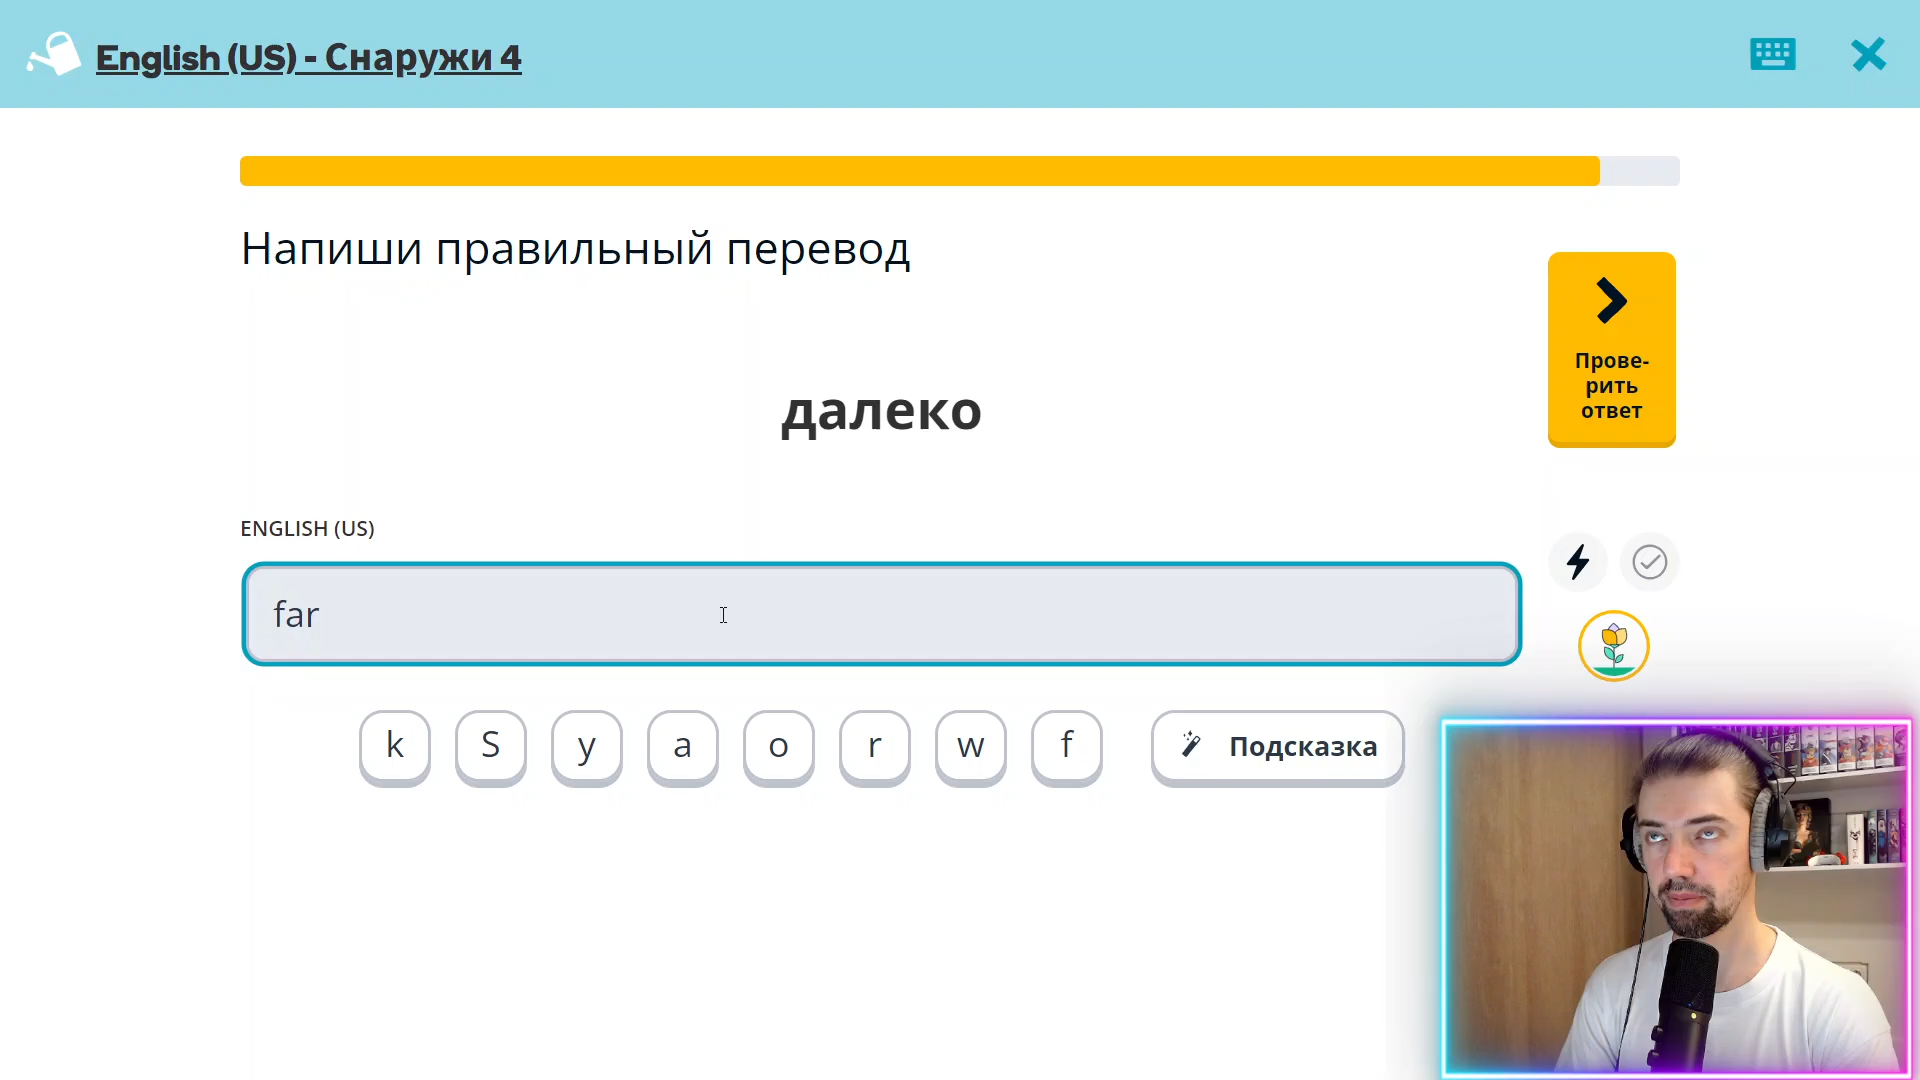 English (US) - Снаружи 4
Напиши правильный перевод
далеко
Прове-
рить
ответ
ENGLISH (US)
far
k S y a o r w f Подсказка